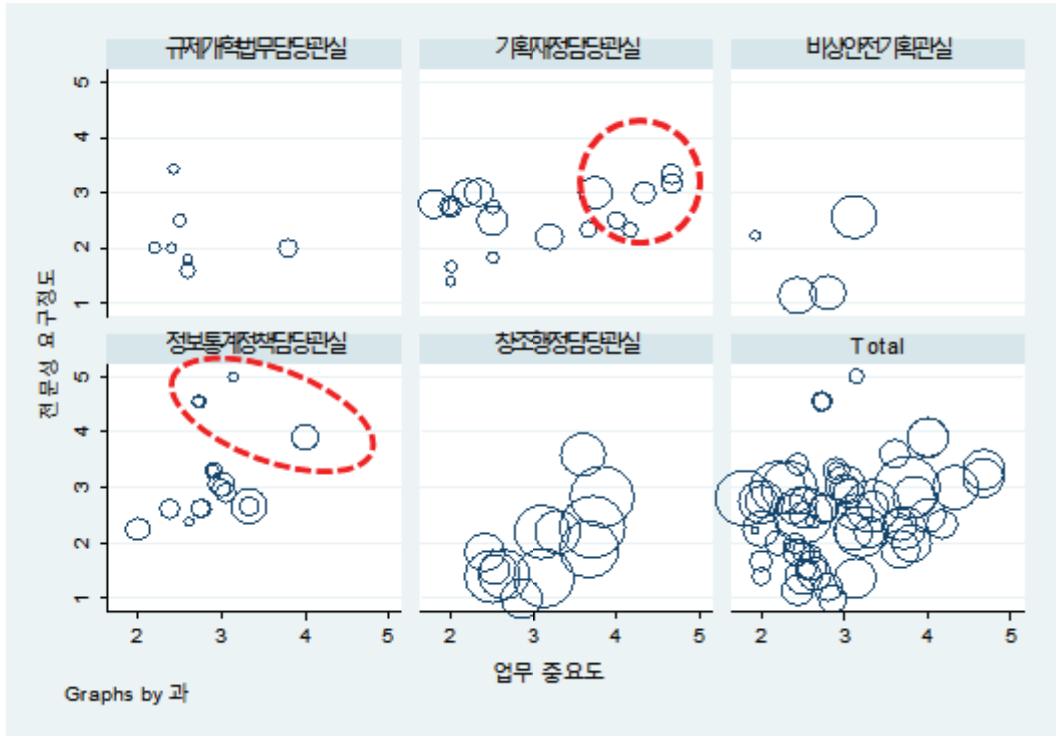 규제개혁법무담당관실 기획재정담당관실 비상안전기획관실
5
4
3
2
1
정보통계정책담당관실 창조행정담당관실 Total
5
4
3
2
1
전문성 요구정도
2 3 4 5 2 3 4 5 2 3 4 5
업무 중요도
Graphs by 과